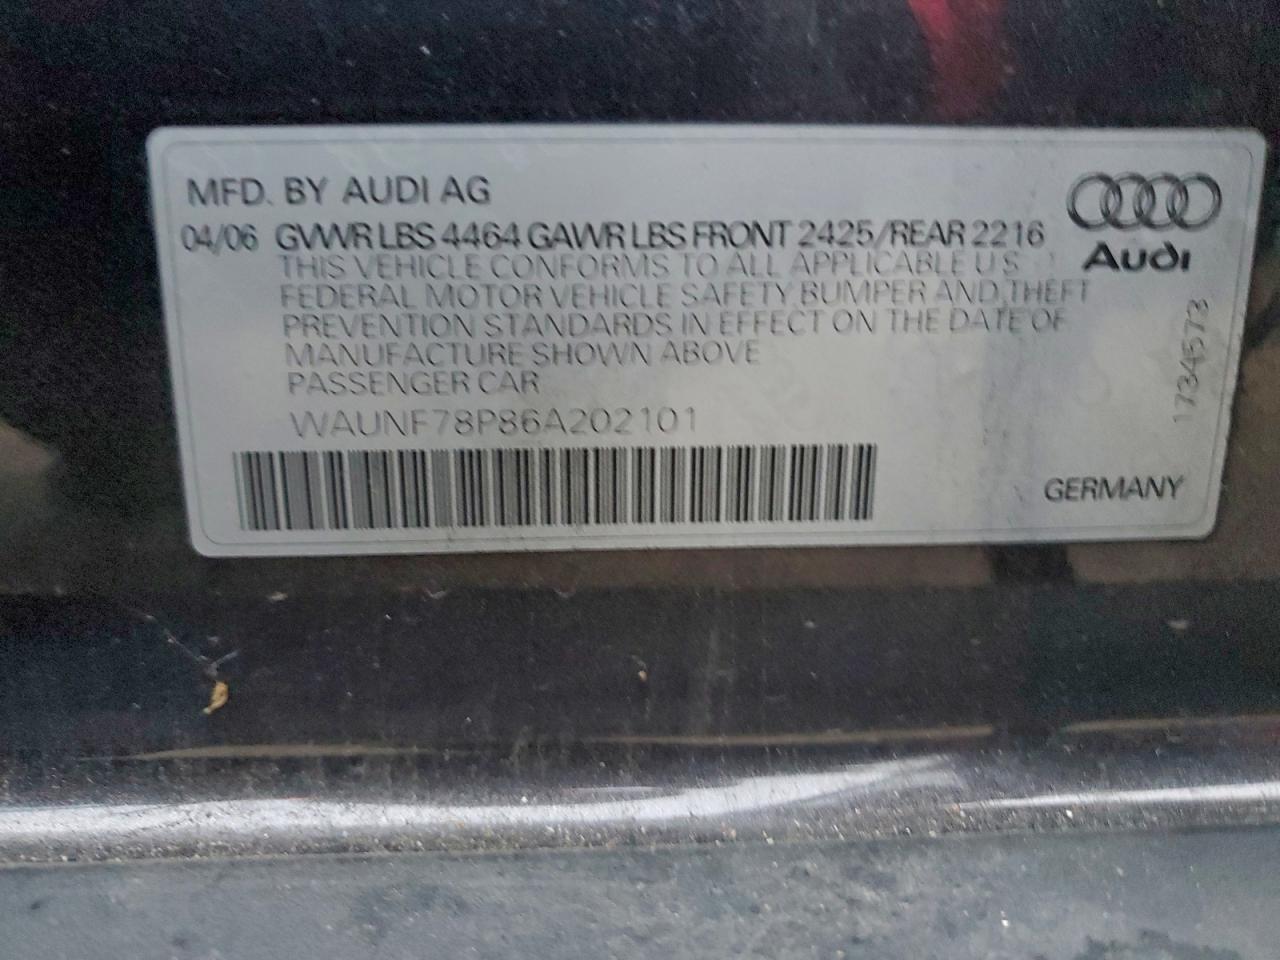 MFD. BY AUDI AG
04/06 GVWR LBS 4464 GAWR LBS FRONT 2425/REAR 2216
Audi
THIS VEHICLE CONFORMS TO ALL APPLICABLE U S
FEDERAL MOTOR VEHICLE SAFETY, BUMPER AND THEFT
PREVENTION STANDARDS IN EFFECT ON THE DATE OF
MANUFACTURE SHOWN ABOVE
PASSENGER CAR
WAUNF78P86A202101
1734573
GERMANY